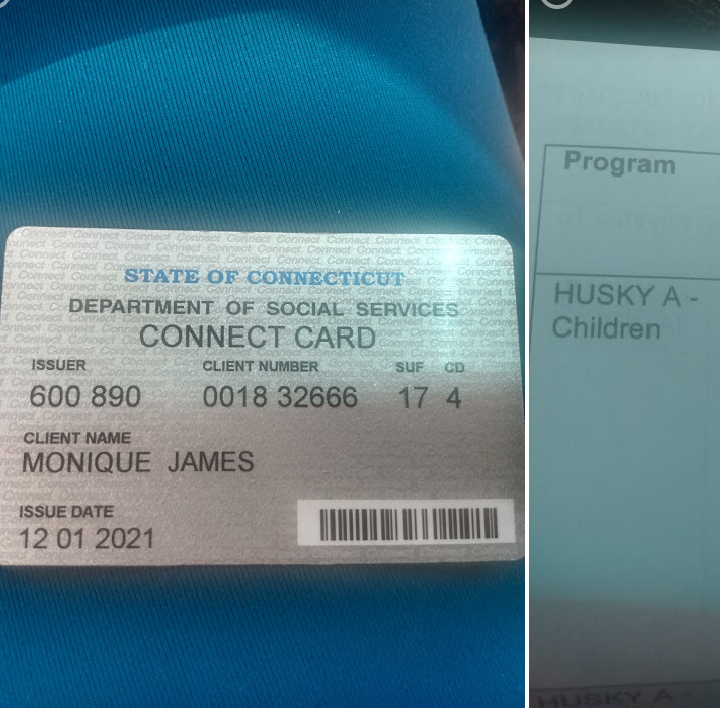 STATE OF CONNECTICUT
DEPARTMENT OF SOCIAL SERVICES
CONNECT CARD
ISSUER CLIENT NUMBER SUF CD
600 890 0018 32666 17 4
CLIENT NAME
MONIQUE JAMES
ISSUE DATE
12 01 2021
Program
HUSKY A -
Children
HUSKY A -